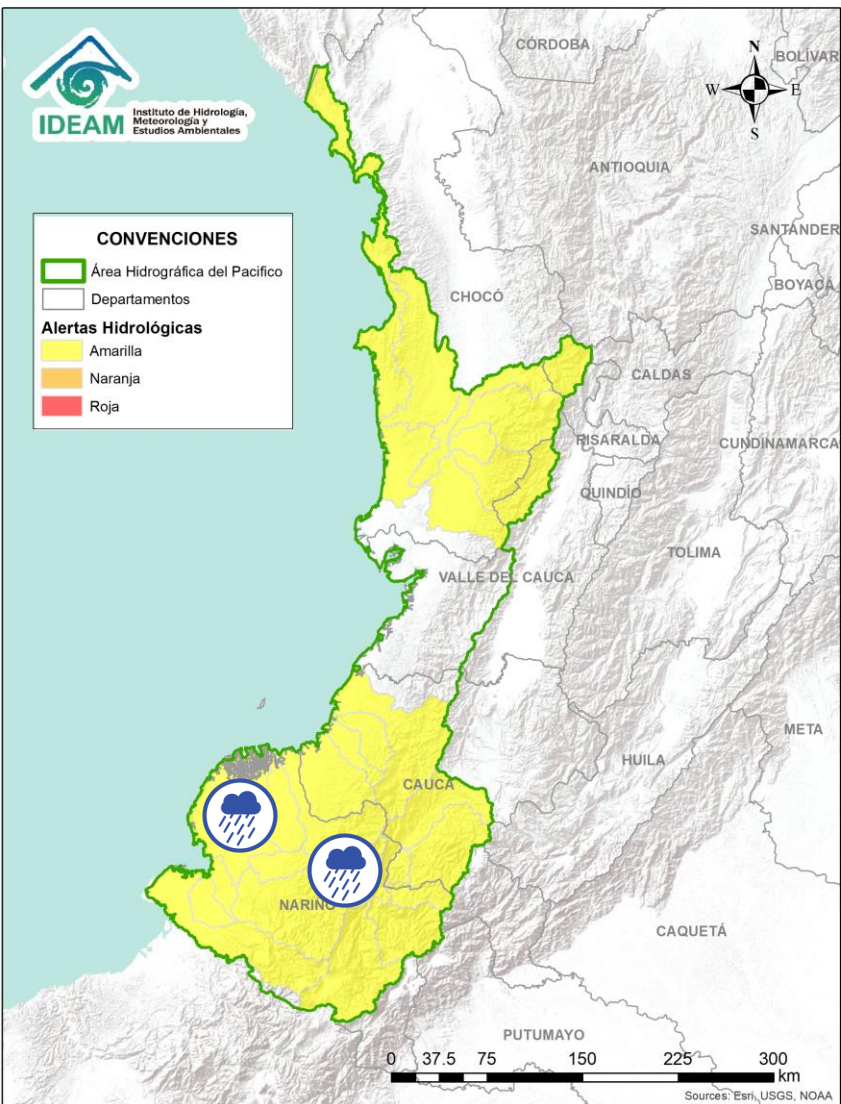 IDEAM
Instituto de Hidrología,
Meteorología y
Estudios Ambientales
CÓRDOBA
BOLÍVAR
N
W
E
S
ANTIOQUIA
SANTANDER
CONVENCIONES
Área Hidrográfica del Pacifico
Departamentos
Alertas Hidrológicas
Amarilla
Naranja
Roja
BOYACÁ
CHOCÓ
CALDAS
RISARALDA
CUNDINAMARCA
QUINDÍO
TOLIMA
VALLE DEL CAUCA
META
HUILA
CAUCA
NARIÑO
CAQUETÁ
PUTUMAYO
0 37.5 75 150 225 300
km
Sources: Esri, USGS, NOAA